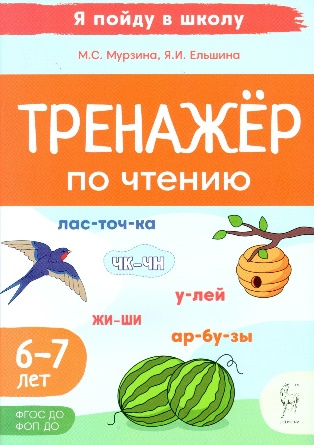 Я пойду в школу
М.С. Мурзина, Я.И. Ельшина
ТРЕНАЖЁР
по чтению
лас-точ-ка
ЧК-ЧН
у-лей
жи-ши
ар-бу-зы
6–7
лет
ФГОС ДО
ФОП ДО